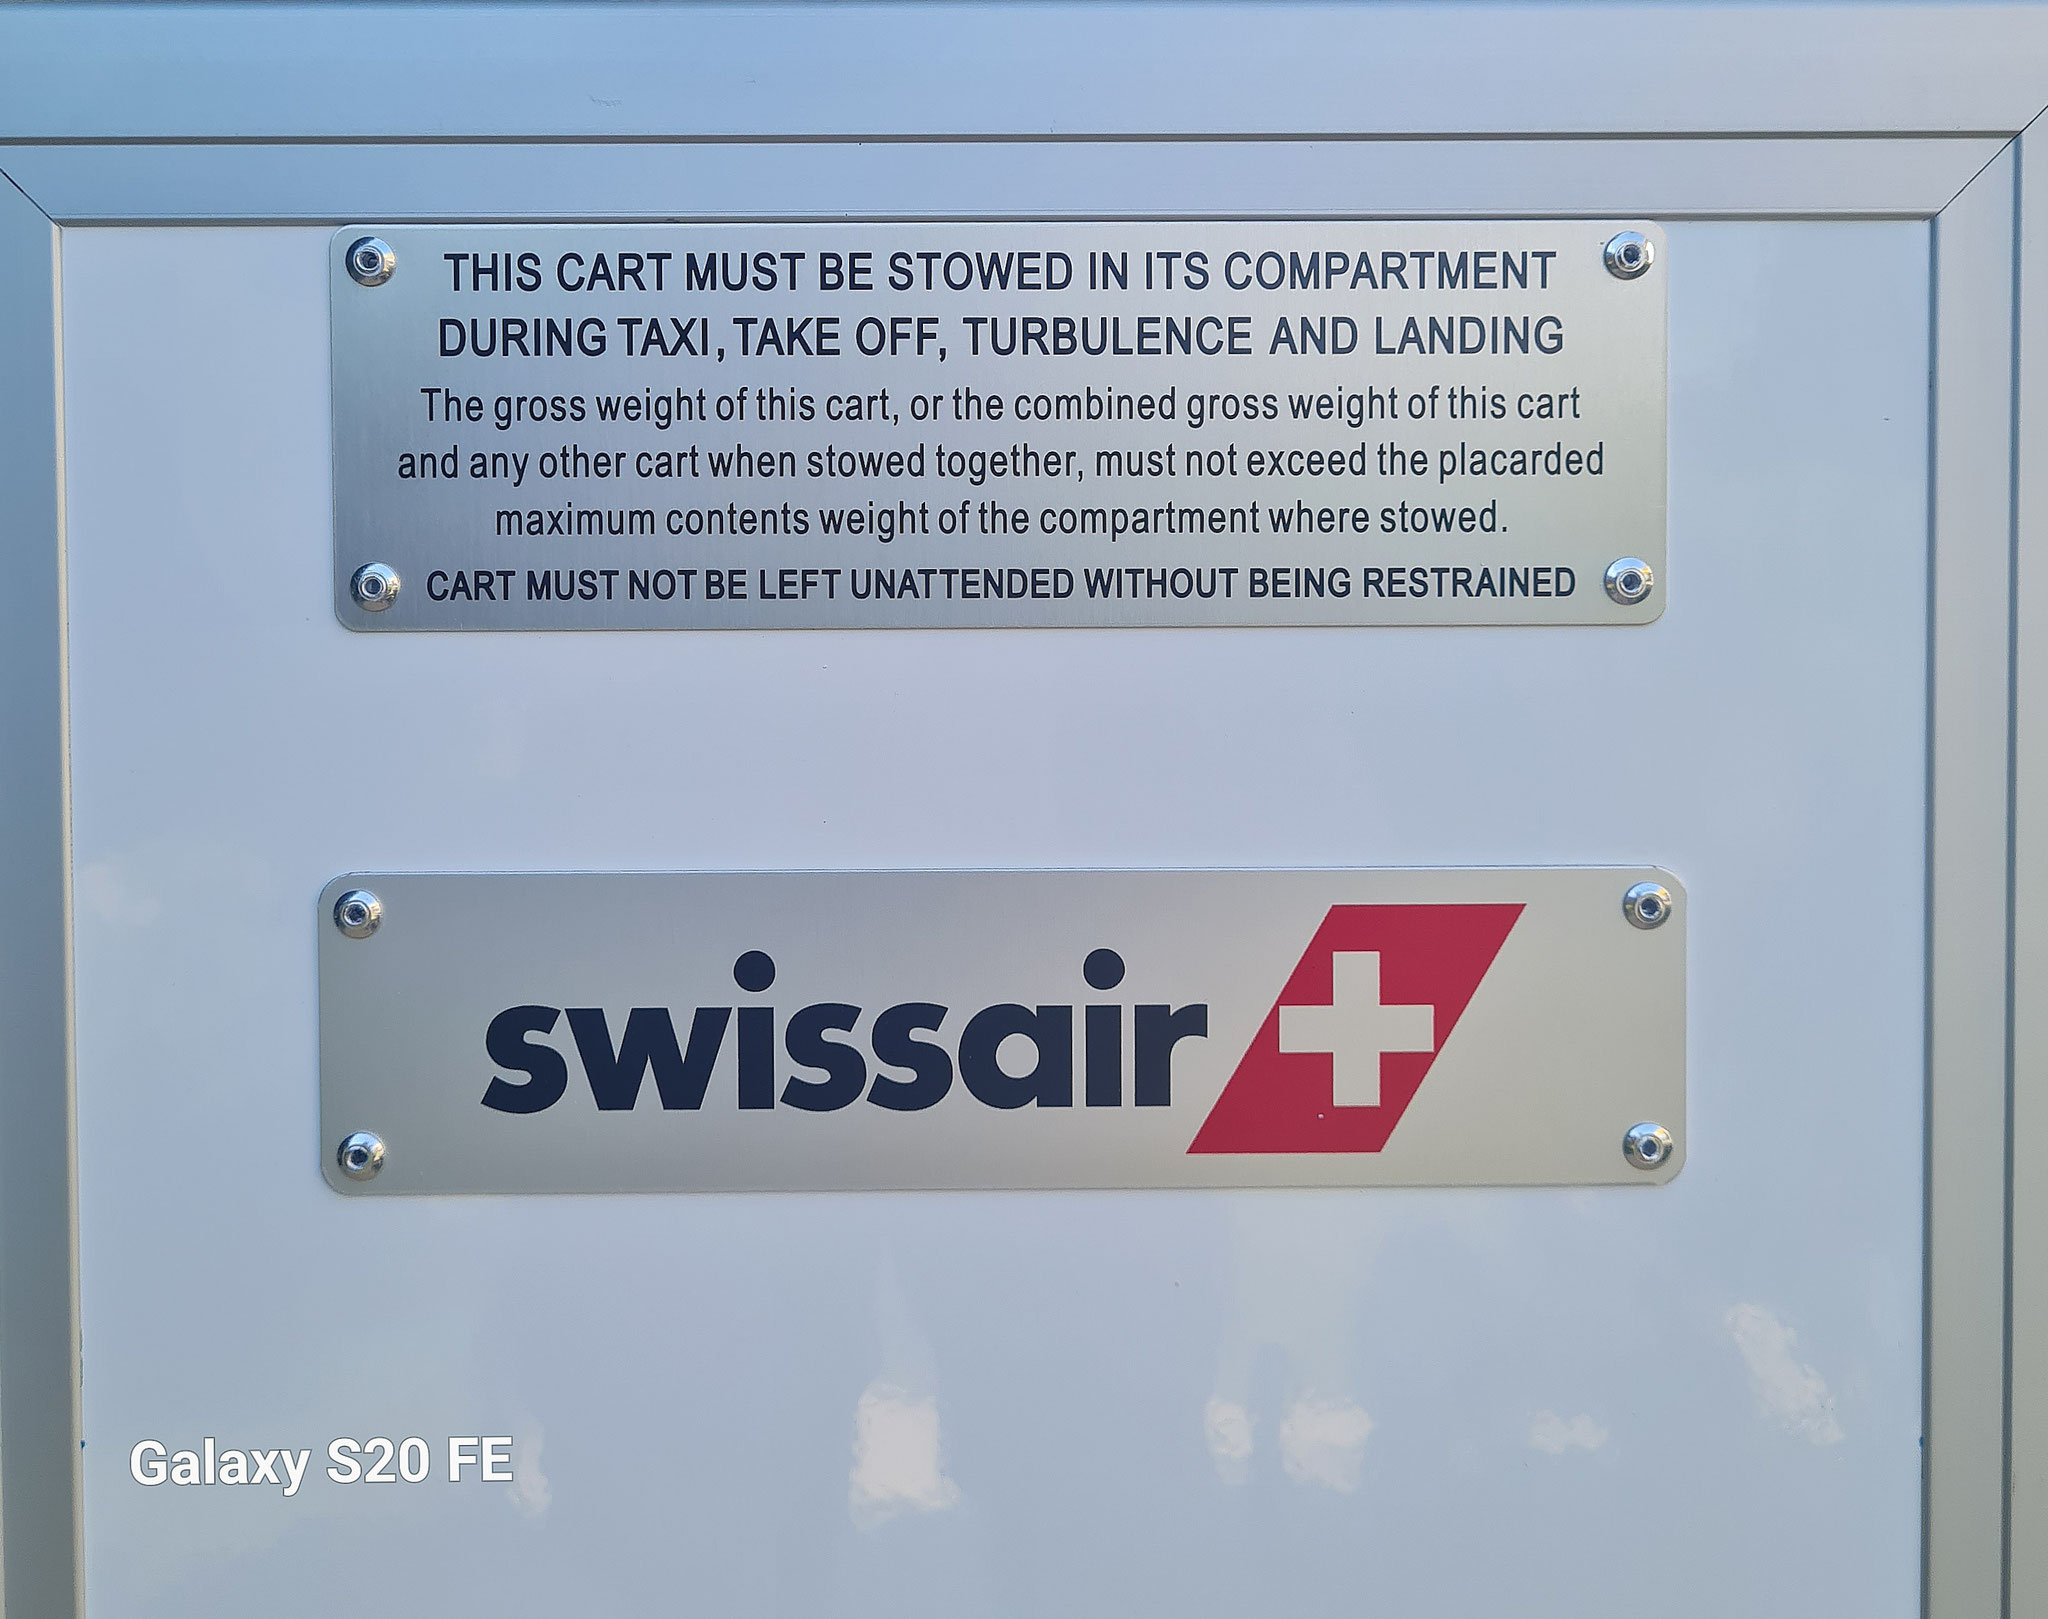 THIS CART MUST BE STOWED IN ITS COMPARTMENT
DURING TAXI, TAKE OFF, TURBULENCE AND LANDING
The gross weight of this cart, or the combined gross weight of this cart
and any other cart when stowed together, must not exceed the placarded
maximum contents weight of the compartment where stowed.
CART MUST NOT BE LEFT UNATTENDED WITHOUT BEING RESTRAINED
swissair
Galaxy S20 FE